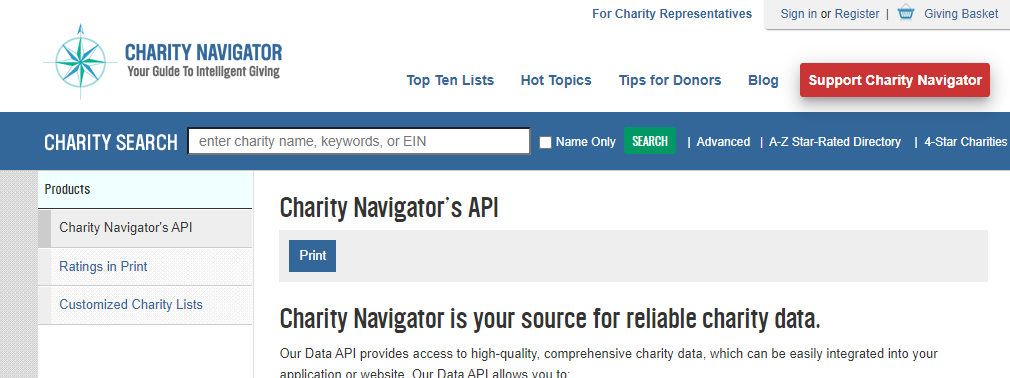 For Charity Representatives
Sign in or Register | Giving Basket
CHARITY NAVIGATOR
Your Guide To Intelligent Giving
Top Ten Lists Hot Topics Tips for Donors Blog Support Charity Navigator
CHARITY SEARCH enter charity name, keywords, or EIN Name Only SEARCH | Advanced | A-Z Star-Rated Directory | 4-Star Charities
Products
Charity Navigator's API
Ratings in Print
Customized Charity Lists
Charity Navigator's API
Print
Charity Navigator is your source for reliable charity data.
Our Data API provides access to high-quality, comprehensive charity data, which can be easily integrated into your
application or website. Our Data API allows you to: